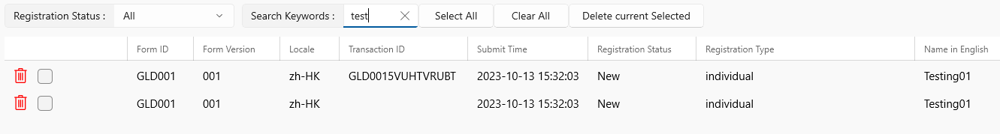 Registration Status : All Search Keywords : test Select All Clear All Delete current Selected
Form ID Form Version Locale Transaction ID Submit Time Registration Status Registration Type Name in English
GLD001 001 zh-HK GLD0015VUHTVRUBT 2023-10-13 15:32:03 New individual Testing01
GLD001 001 zh-HK 2023-10-13 15:32:03 New individual Testing01